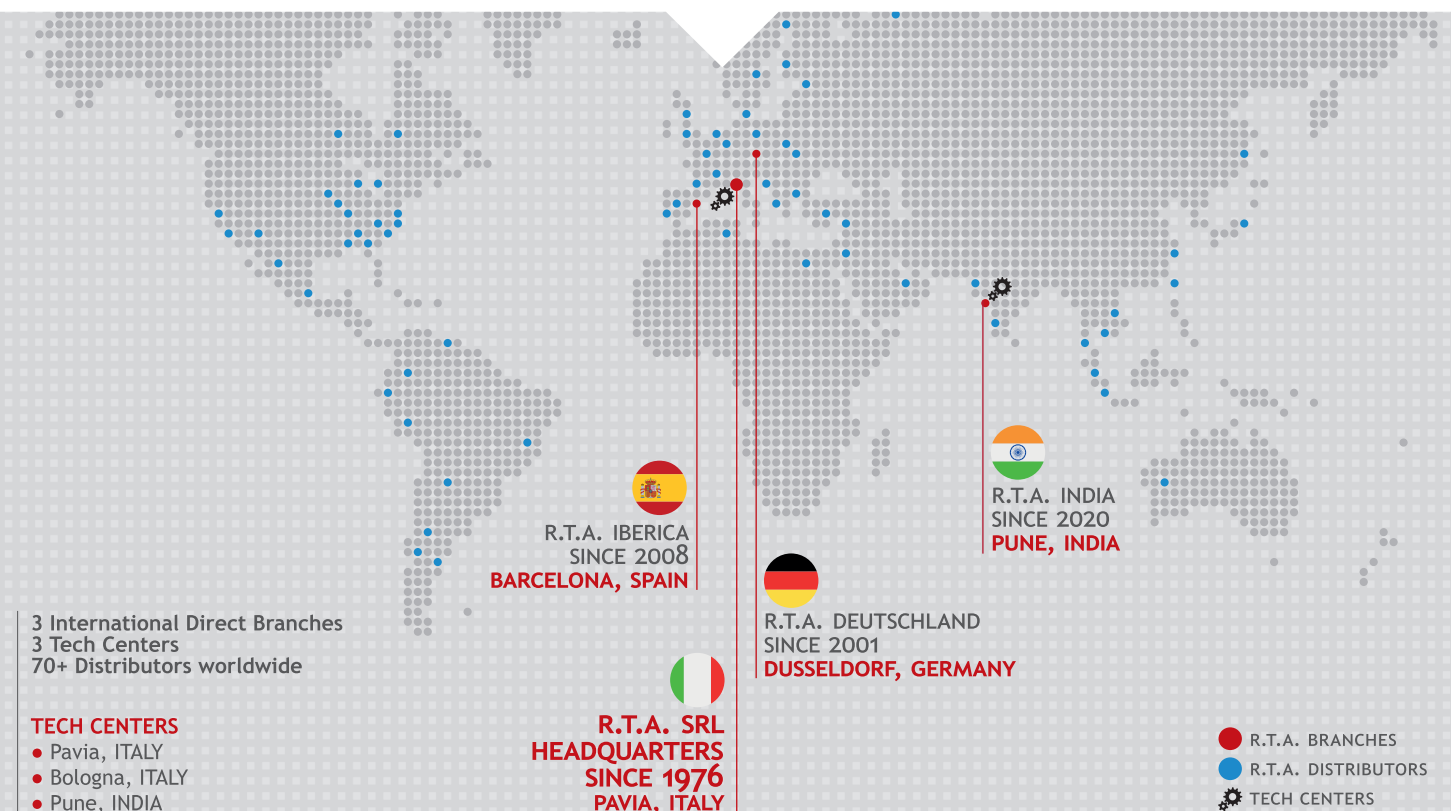 R.T.A. INDIA
SINCE 2020
PUNE, INDIA
R.T.A. IBERICA
SINCE 2008
BARCELONA, SPAIN
R.T.A. DEUTSCHLAND
SINCE 2001
DUSSELDORF, GERMANY
3 International Direct Branches
3 Tech Centers
70+ Distributors worldwide
TECH CENTERS
• Pavia, ITALY
• Bologna, ITALY
• Pune, INDIA
R.T.A. SRL
HEADQUARTERS
SINCE 1976
PAVIA, ITALY
R.T.A. BRANCHES
R.T.A. DISTRIBUTORS
TECH CENTERS